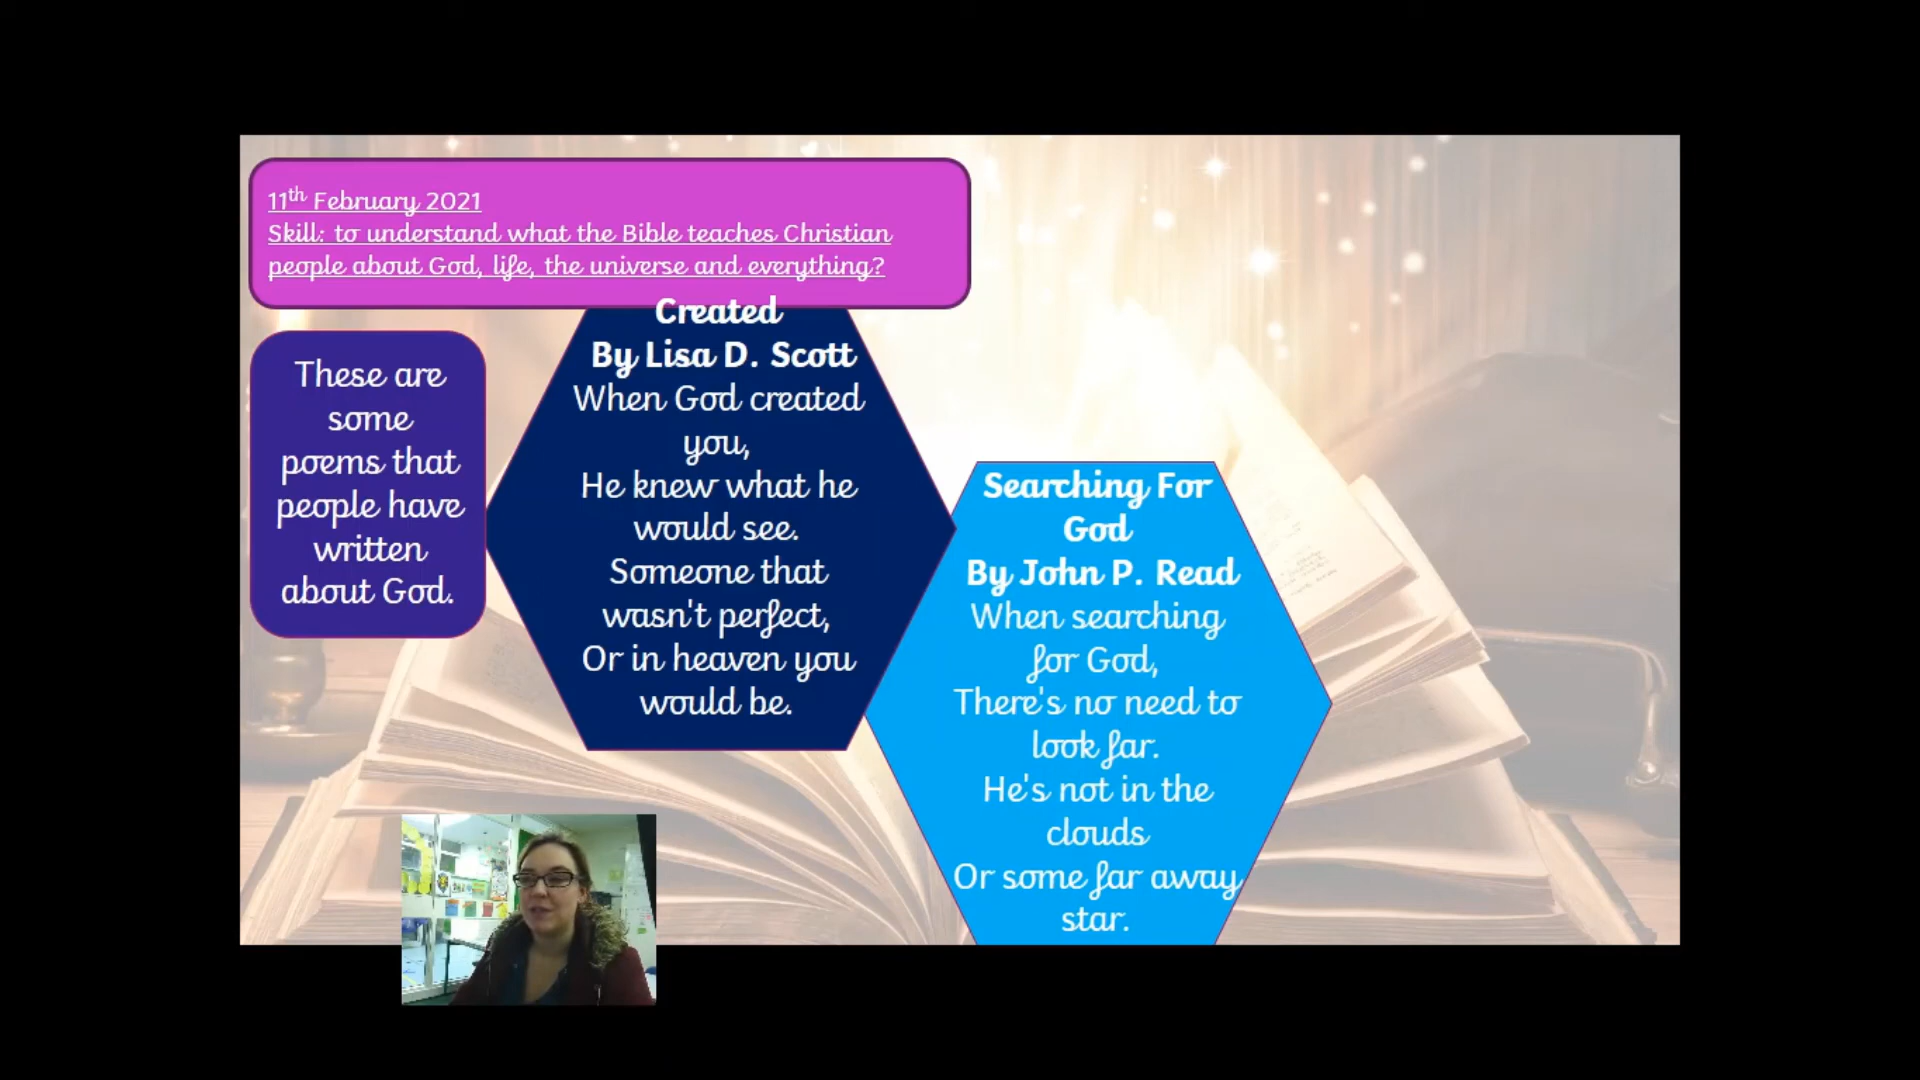 11th February 2021
Skill: to understand what the Bible teaches Christian
people about God, life, the universe and everything?
These are
some
poems that
people have
written
about God.
Created
By Lisa D. Scott
When God created
you,
He knew what he
would see.
Someone that
wasn't perfect,
Or in heaven you
would be.
Searching For
God
By John P. Read
When searching
for God,
There's no need to
look far.
He's not in the
clouds
Or some far away
star.